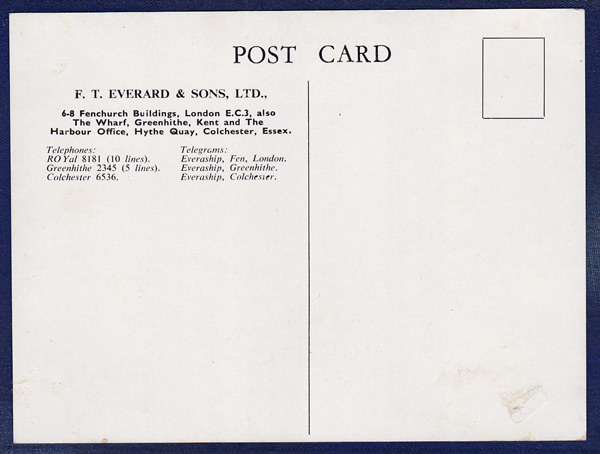 POST CARD
F. T. EVERARD & SONS, LTD.,
6-8 Fenchurch Buildings, London E.C.3, also
The Wharf, Greenhithe, Kent and The
Harbour Office, Hythe Quay, Colchester, Essex.
Telephones:
ROYal 8181 (10 lines).
Greenhithe 2345 (5 lines).
Colchester 6536.
Telegrams:
Everaship, Fen, London.
Everaship, Greenhithe.
Everaship, Colchester.